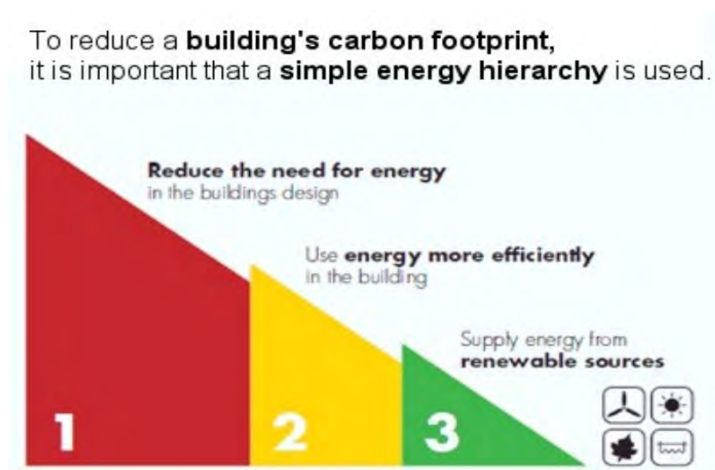 To reduce a building's carbon footprint,
it is important that a simple energy hierarchy is used.
Reduce the need for energy
in the buildings design
Use energy more efficiently
in the building
Supply energy from
renewable sources
1
2
3